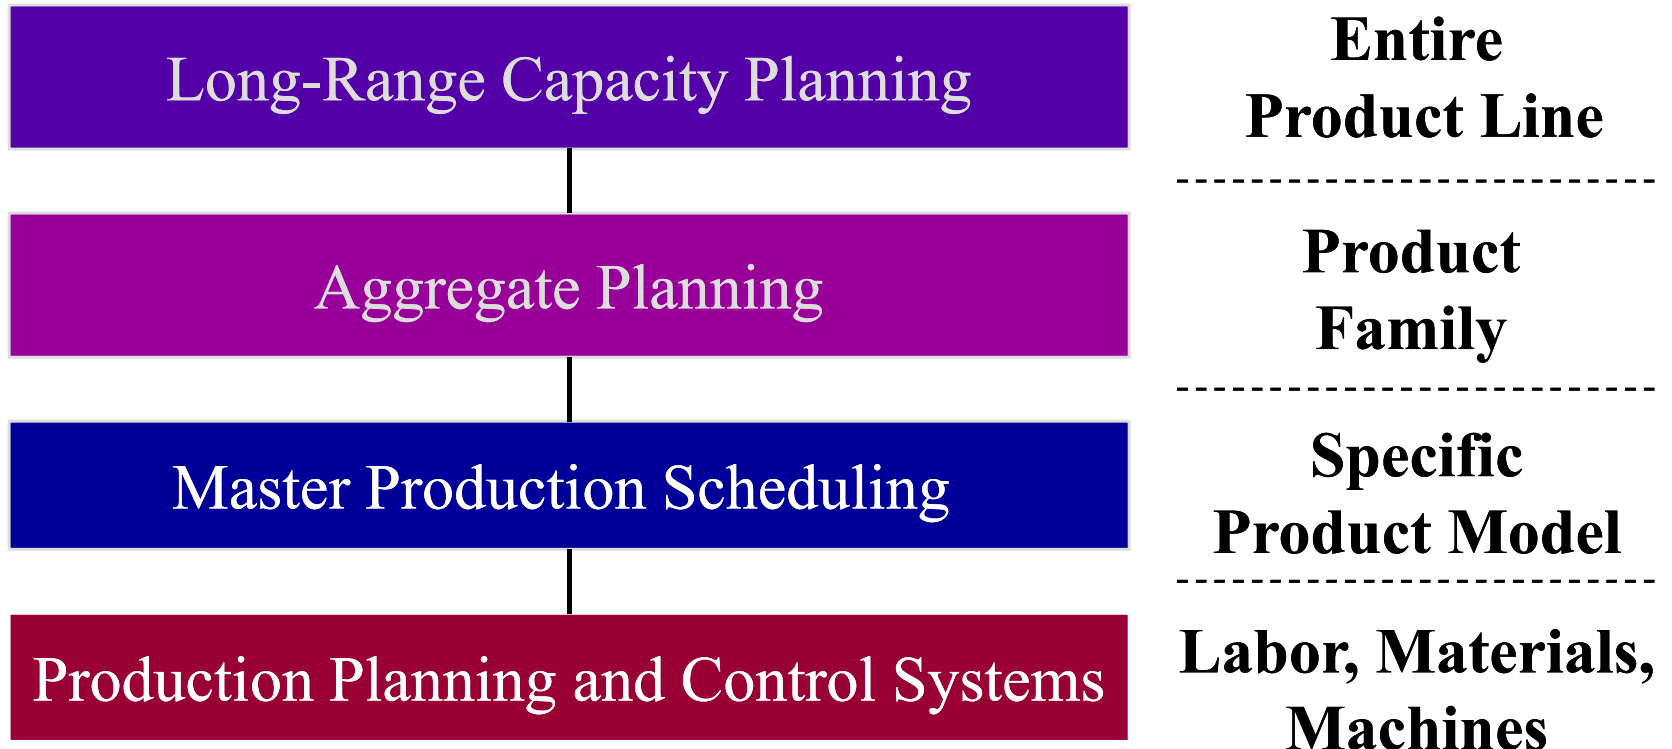 Long-Range Capacity Planning
Entire
Product Line
Aggregate Planning
Product
Family
Master Production Scheduling
Specific
Product Model
Production Planning and Control Systems
Labor, Materials,
Machines